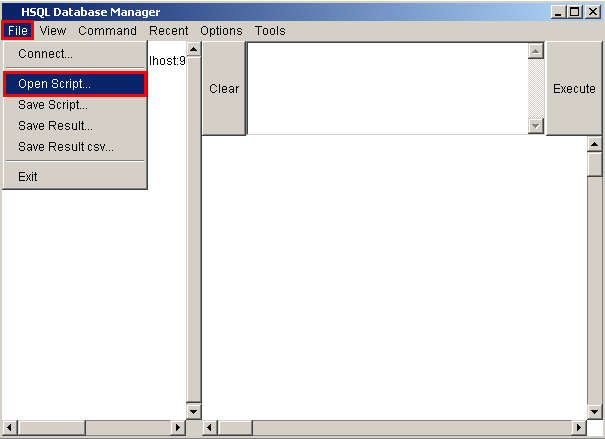 HSQL Database Manager
File View Command Recent Options Tools
Connect...
Open Script...
Save Script...
Save Result...
Save Result csv...
Exit
lhost:9
Clear
Execute